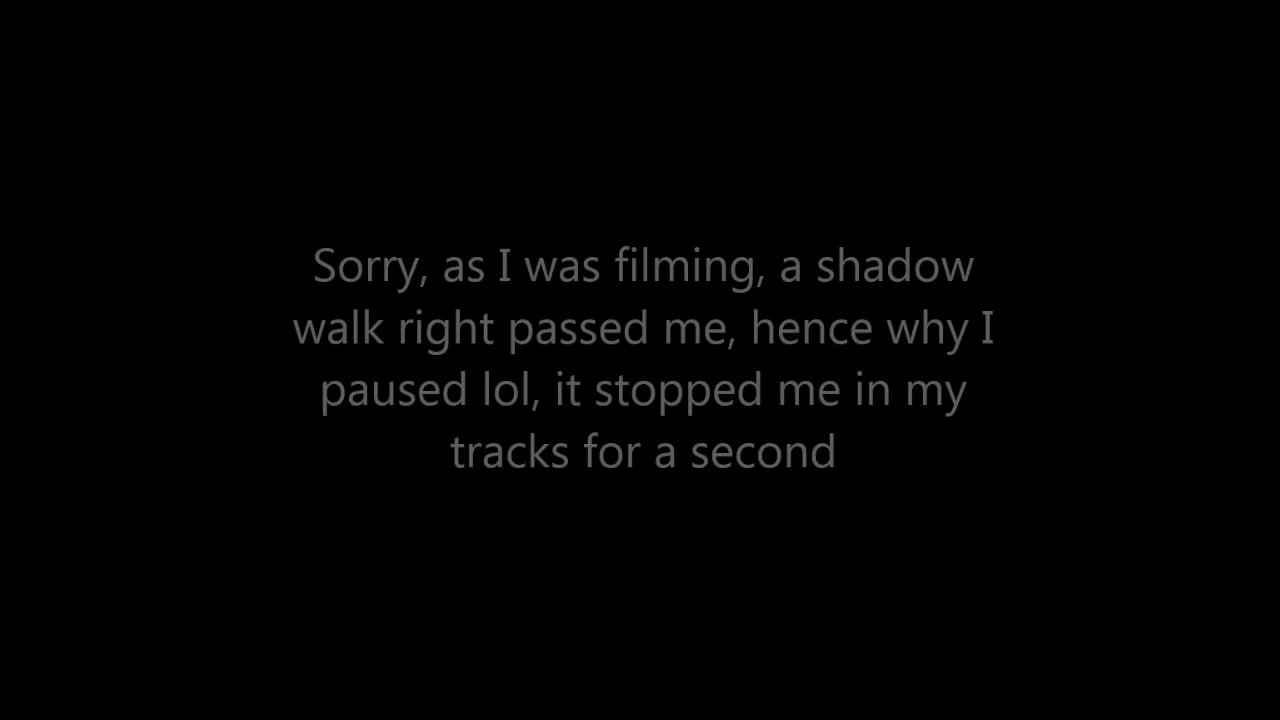 Sorry, as I was filming, a shadow
walk right passed me, hence why I
paused lol, it stopped me in my
tracks for a second